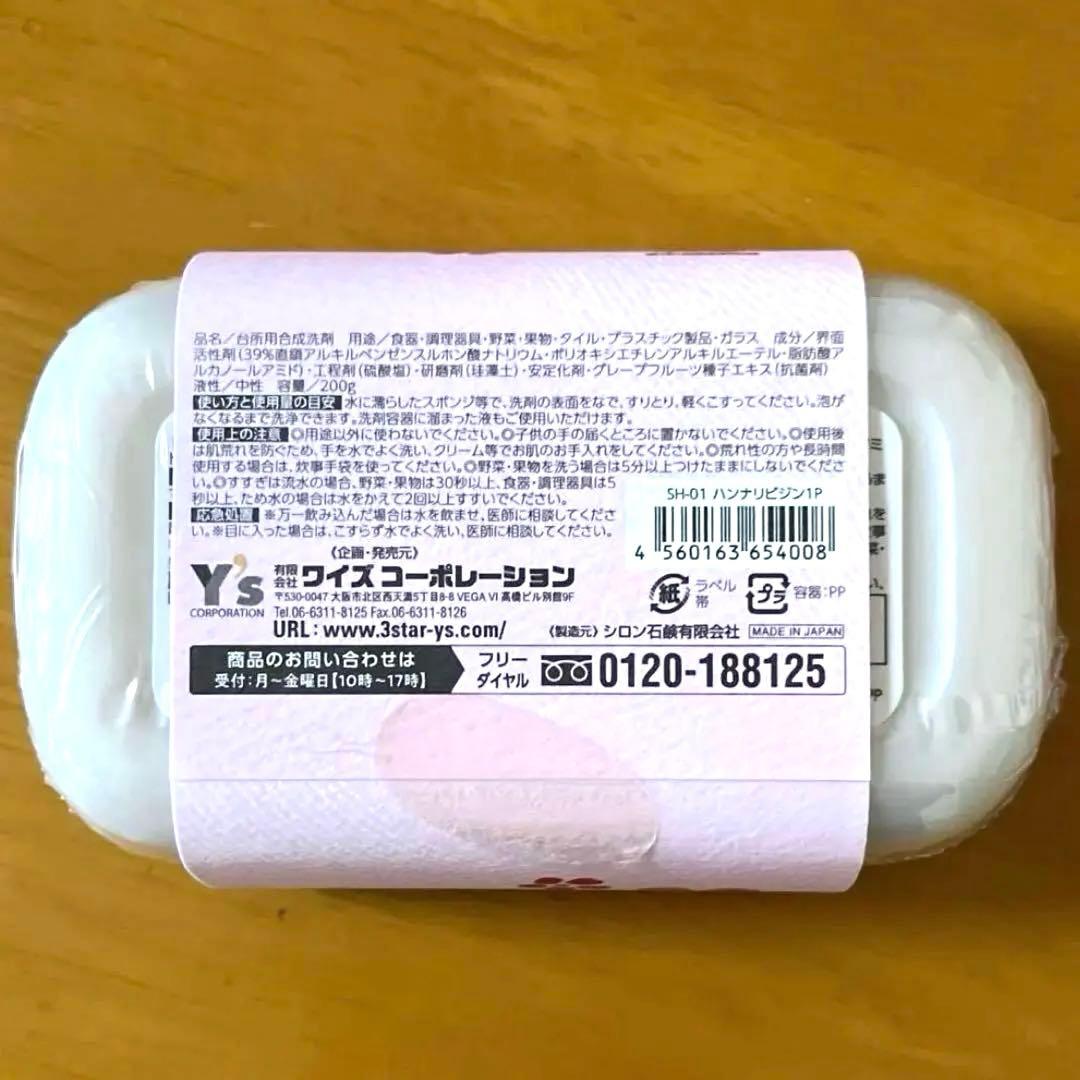 品名／台所用合成洗剤　用途／食器・調理器具・野菜・果物・タイル・プラスチック製品・ガラス　成分／界面
活性剤(39%直鎖アルキルベンゼンスルホン酸ナトリウム・ポリオキシエチレンアルキルエーテル・脂肪酸ア
ルカノールアミド)・工程剤(硫酸塩)・研磨剤(珪藻土)・安定化剤・グレープフルーツ種子エキス(抗菌剤)
液性／中性　容量／200g
使い方と使用量の目安 水に濡らしたスポンジ等で、洗剤の表面をなで、すりとり、軽くこすってください。泡が
なくなるまで洗浄できます。洗剤容器に溜まった液もご使用いただけます。
使用上の注意 ◎用途以外に使わないでください。◎子供の手の届くところに置かないでください。◎使用後
は肌荒れを防ぐため、手を水でよく洗い、クリーム等でお肌のお手入れをしてください。◎荒れ性の方や長時間
使用する場合は、炊事手袋を使ってください。◎野菜・果物を洗う場合は5分以上つけたままにしないでくださ
い。◎すすぎは流水の場合、野菜・果物は30秒以上、食器・調理器具は5
秒以上、ため水の場合は水をかえて2回以上すすいでください。
応急処置 ※万一飲み込んだ場合は水を飲ませ、医師に相談してくださ
い。※目に入った場合は、こすらず水でよく洗い、医師に相談してください。
SH-01 ハンナリビジン1P
4 560163 654008
《企画・発売元》
Y's CORPORATION
有限会社 ワイズ コーポレーション
〒530-0047 大阪市北区西天満5丁目8-8 VEGA VI 高橋ビル別館9F
Tel.06-6311-8125 Fax.06-6311-8126
URL：www.3star-ys.com/
紙 ラベル 帯
プラ 容器：PP
《製造元》シロン石鹸有限会社 MADE IN JAPAN
商品のお問い合わせは
受付：月〜金曜日【10時〜17時】
フリーダイヤル 0120-188125